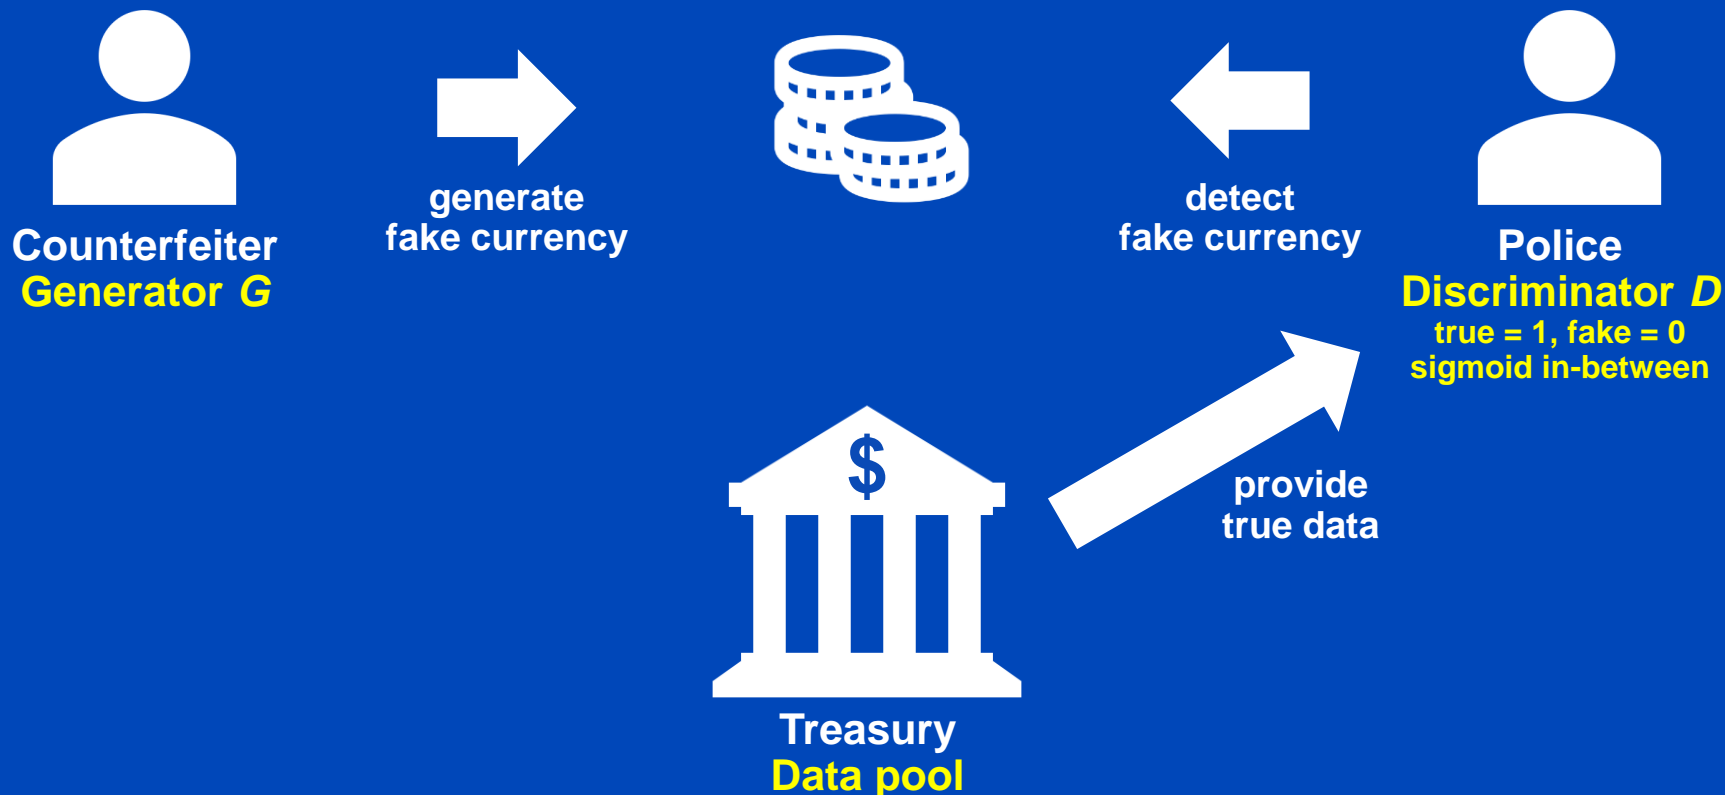 generate
fake currency
detect
fake currency
Counterfeiter
Generator G
Police
Discriminator D
true = 1, fake = 0
sigmoid in-between
$
provide
true data
Treasury
Data pool